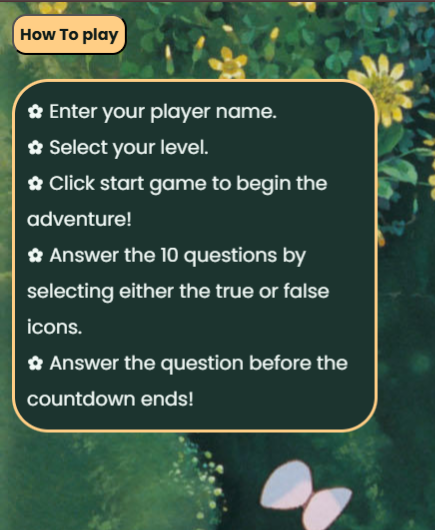 How To play
✿ Enter your player name.
✿ Select your level.
✿ Click start game to begin the
adventure!
✿ Answer the 10 questions by
selecting either the true or false
icons.
✿ Answer the question before the
countdown ends!